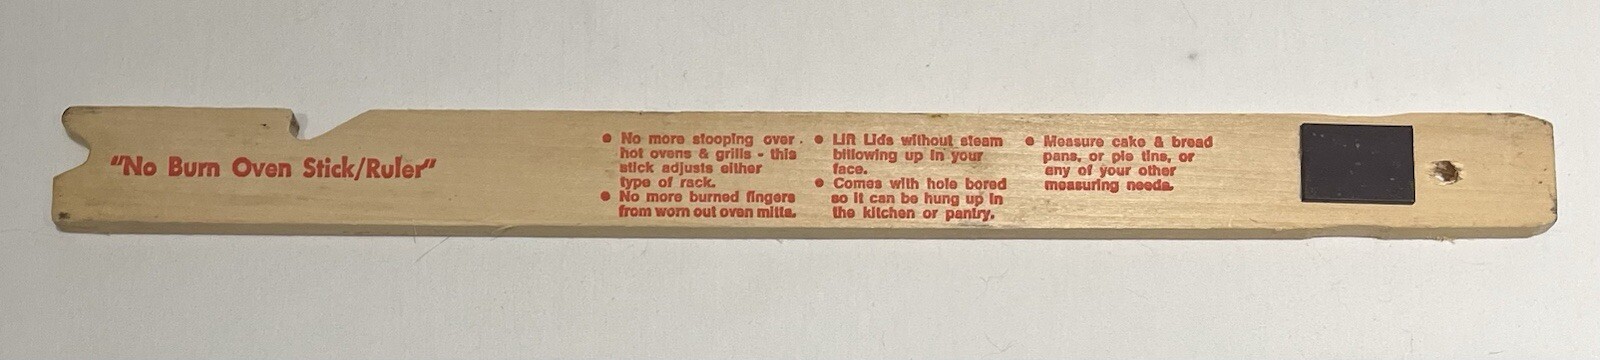 "No Burn Oven Stick/Ruler"
• No more stooping over
hot ovens & grills - this
stick adjusts either
type of rack.
• No more burned fingers
from worn out oven mitts.
• Lift Lids without steam
billowing up in your
face.
• Comes with hole bored
so it can be hung up in
the kitchen or pantry.
• Measure cake & bread
pans, or pie tins, or
any of your other
measuring needs.